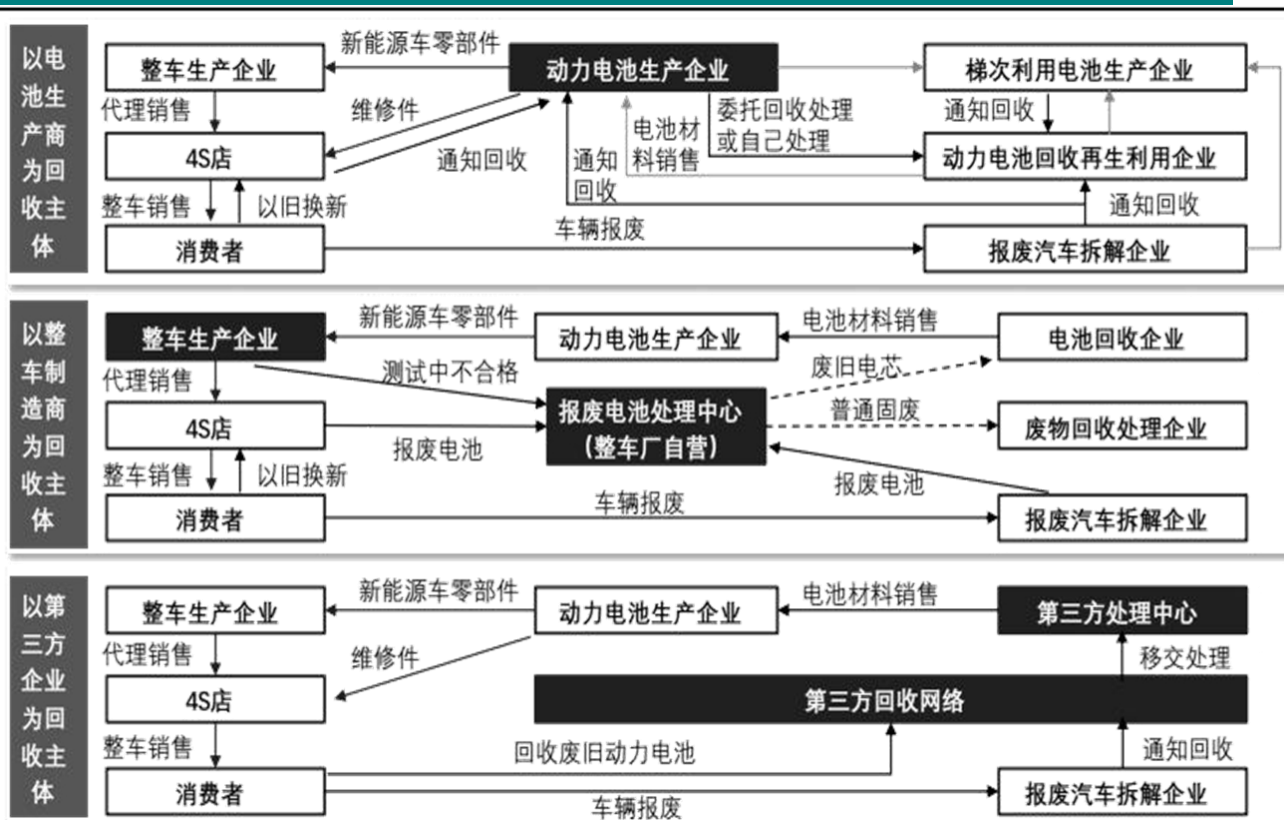 以电
池生
产商
为回
收主
体
新能源车零部件
整车生产企业
动力电池生产企业
梯次利用电池生产企业
代理销售
维修件
委托回收处理
或自己处理
通知回收
电池材
料销售
4S店
通知回收
通知
回收
动力电池回收再生利用企业
整车销售
以旧换新
通知回收
车辆报废
消费者
报废汽车拆解企业
以整
车制
造商
为回
收主
体
新能源车零部件
电池材料销售
整车生产企业
动力电池生产企业
电池回收企业
代理销售
测试中不合格
废旧电芯
报废电池处理中心
(整车厂自营)
普通固废
4S店
废物回收处理企业
报废电池
整车销售
以旧换新
报废电池
车辆报废
消费者
报废汽车拆解企业
以第
三方
企业
为回
收主
体
新能源车零部件
电池材料销售
整车生产企业
动力电池生产企业
第三方处理中心
代理销售
维修件
移交处理
4S店
第三方回收网络
整车销售
回收废旧动力电池
通知回收
消费者
车辆报废
报废汽车拆解企业